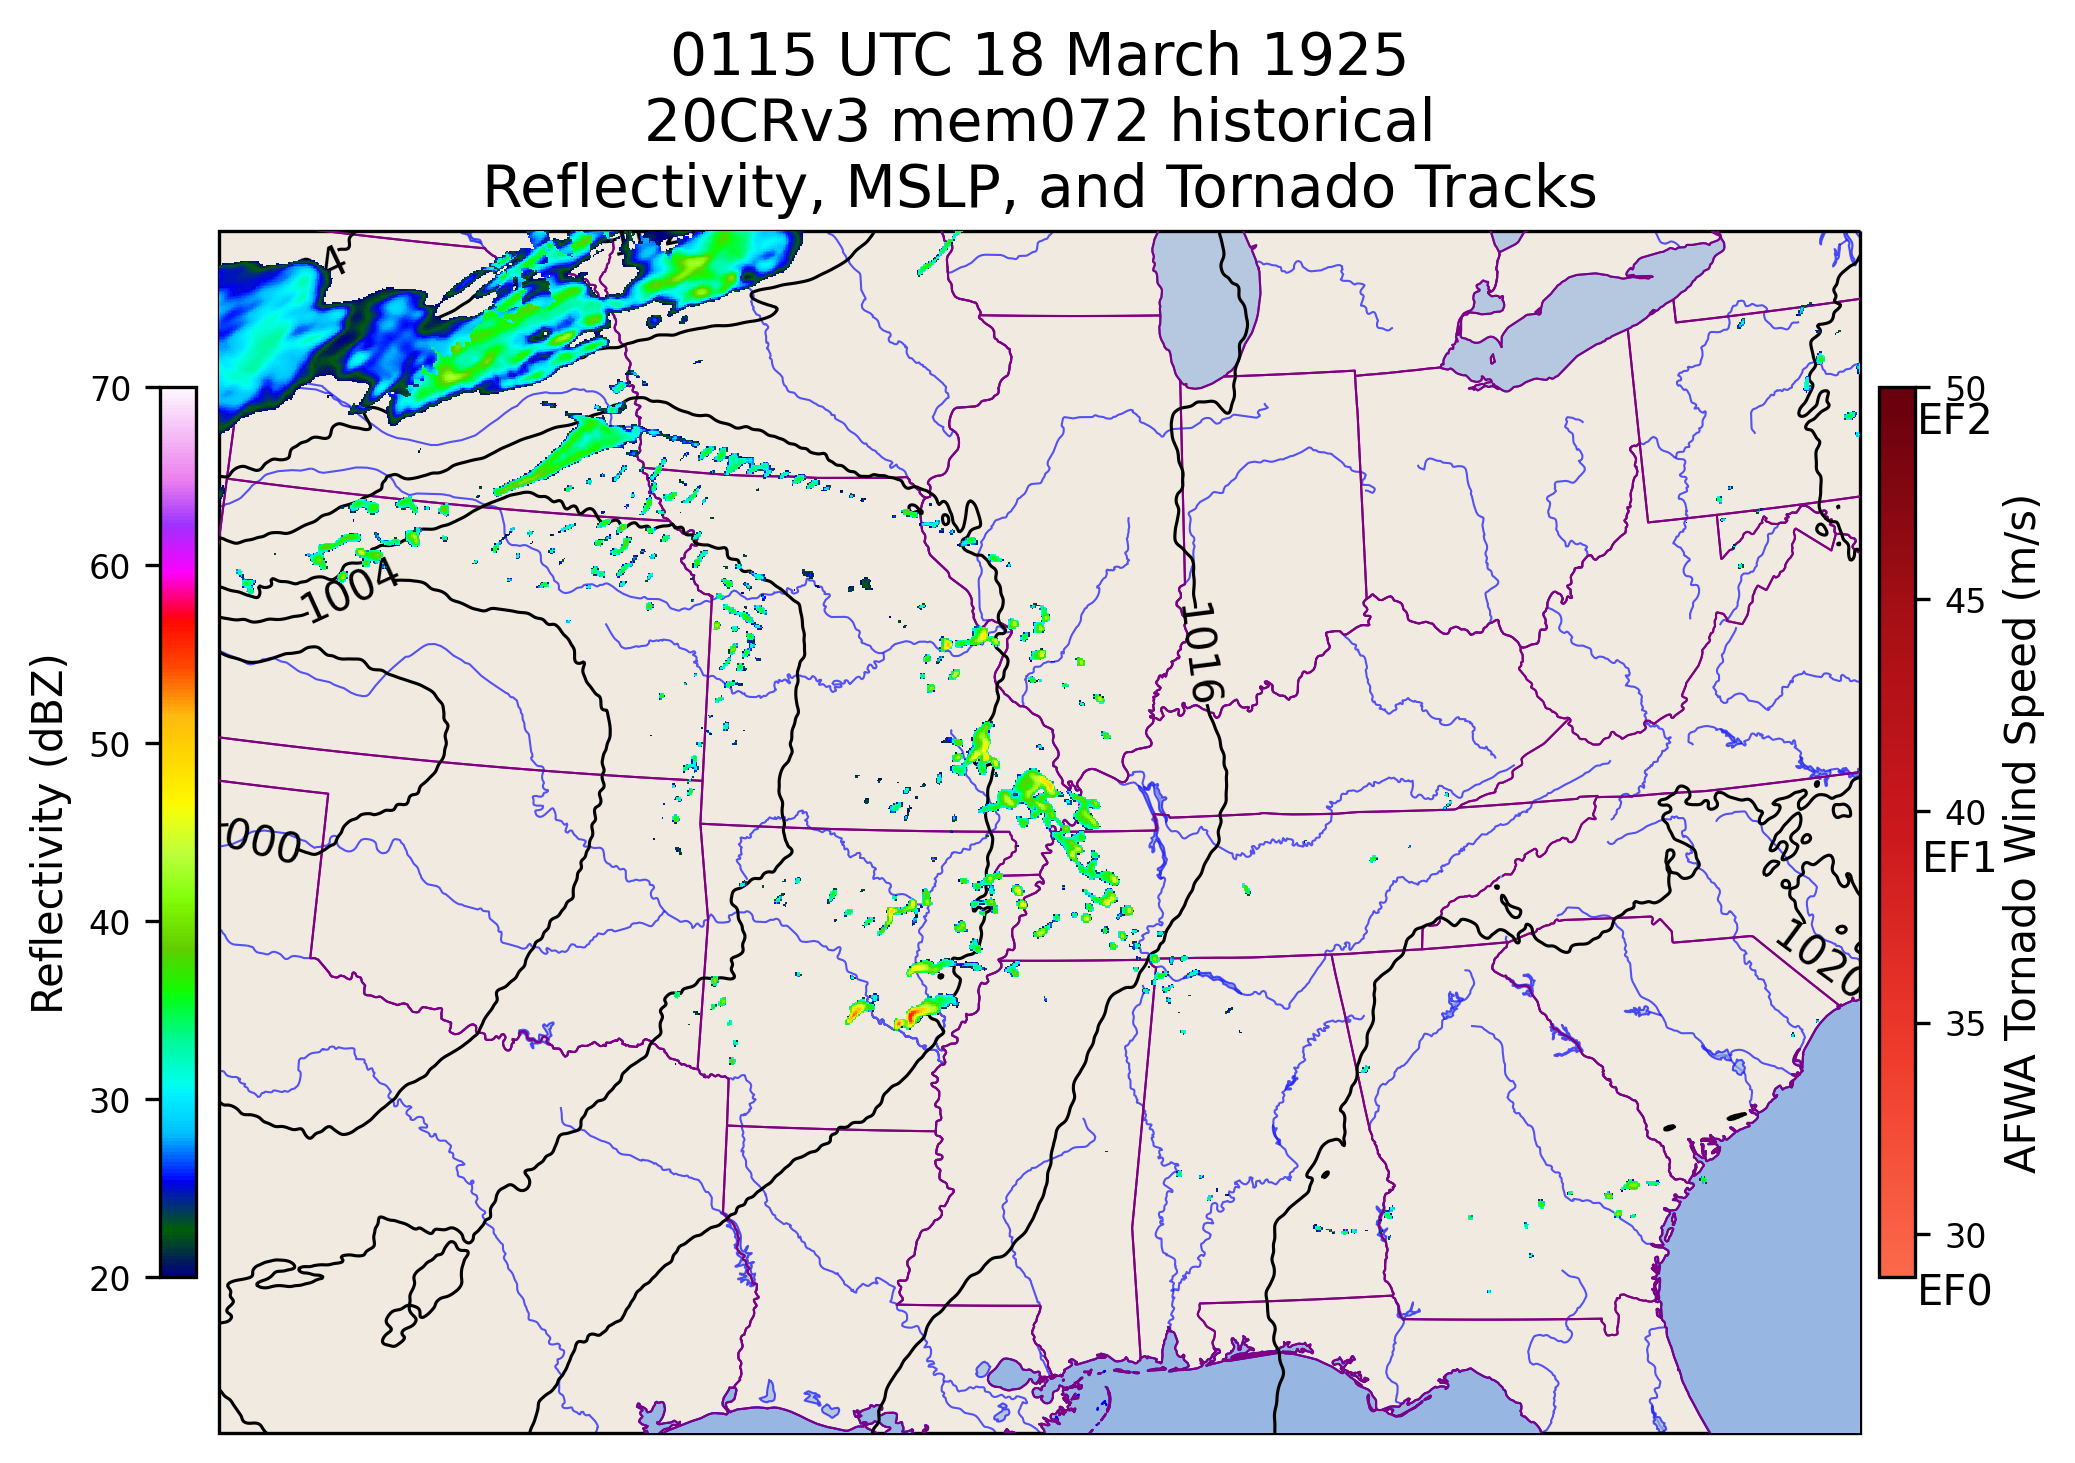 0115 UTC 18 March 1925
20CRv3 mem072 historical
Reflectivity, MSLP, and Tornado Tracks
70
60
50
40
30
20
Reflectivity (dBZ)
4
1004
000
1016
1020
50
EF2
45
40
EF1
35
30
EF0
AFWA Tornado Wind Speed (m/s)